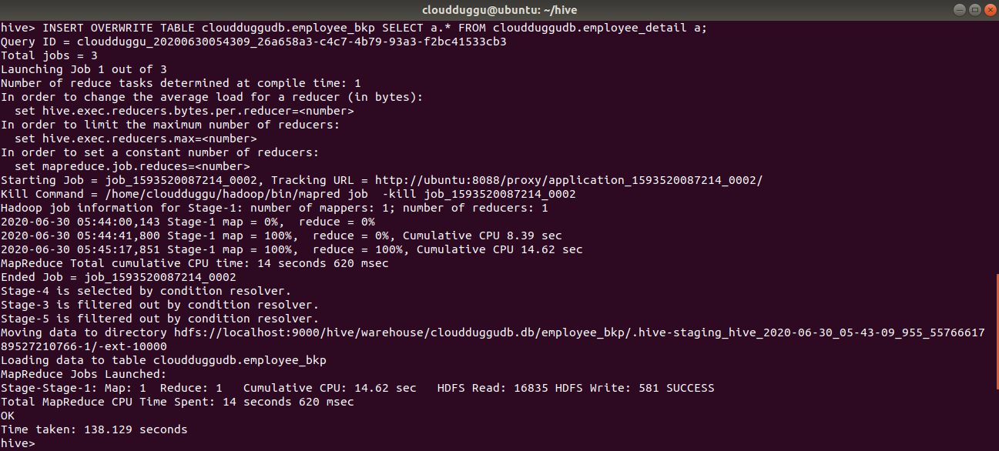 cloudduggu@ubuntu: ~/hive
hive> INSERT OVERWRITE TABLE cloudduggudb.employee_bkp SELECT a.* FROM cloudduggudb.employee_detail a;
Query ID = cloudduggu_20200630054309_26a658a3-c4c7-4b79-93a3-f2bc41533cb3
Total jobs = 3
Launching Job 1 out of 3
Number of reduce tasks determined at compile time: 1
In order to change the average load for a reducer (in bytes):
  set hive.exec.reducers.bytes.per.reducer=<number>
In order to limit the maximum number of reducers:
  set hive.exec.reducers.max=<number>
In order to set a constant number of reducers:
  set mapreduce.job.reduces=<number>
Starting Job = job_1593520087214_0002, Tracking URL = http://ubuntu:8088/proxy/application_1593520087214_0002/
Kill Command = /home/cloudduggu/hadoop/bin/mapred job  -kill job_1593520087214_0002
Hadoop job information for Stage-1: number of mappers: 1; number of reducers: 1
2020-06-30 05:44:00,143 Stage-1 map = 0%,  reduce = 0%
2020-06-30 05:44:41,800 Stage-1 map = 100%,  reduce = 0%, Cumulative CPU 8.39 sec
2020-06-30 05:45:17,851 Stage-1 map = 100%,  reduce = 100%, Cumulative CPU 14.62 sec
MapReduce Total cumulative CPU time: 14 seconds 620 msec
Ended Job = job_1593520087214_0002
Stage-4 is selected by condition resolver.
Stage-3 is filtered out by condition resolver.
Stage-5 is filtered out by condition resolver.
Moving data to directory hdfs://localhost:9000/hive/warehouse/cloudduggudb.db/employee_bkp/.hive-staging_hive_2020-06-30_05-43-09_955_55766617
89527210766-1/-ext-10000
Loading data to table cloudduggudb.employee_bkp
MapReduce Jobs Launched:
Stage-Stage-1: Map: 1  Reduce: 1   Cumulative CPU: 14.62 sec   HDFS Read: 16835 HDFS Write: 581 SUCCESS
Total MapReduce CPU Time Spent: 14 seconds 620 msec
OK
Time taken: 138.129 seconds
hive>